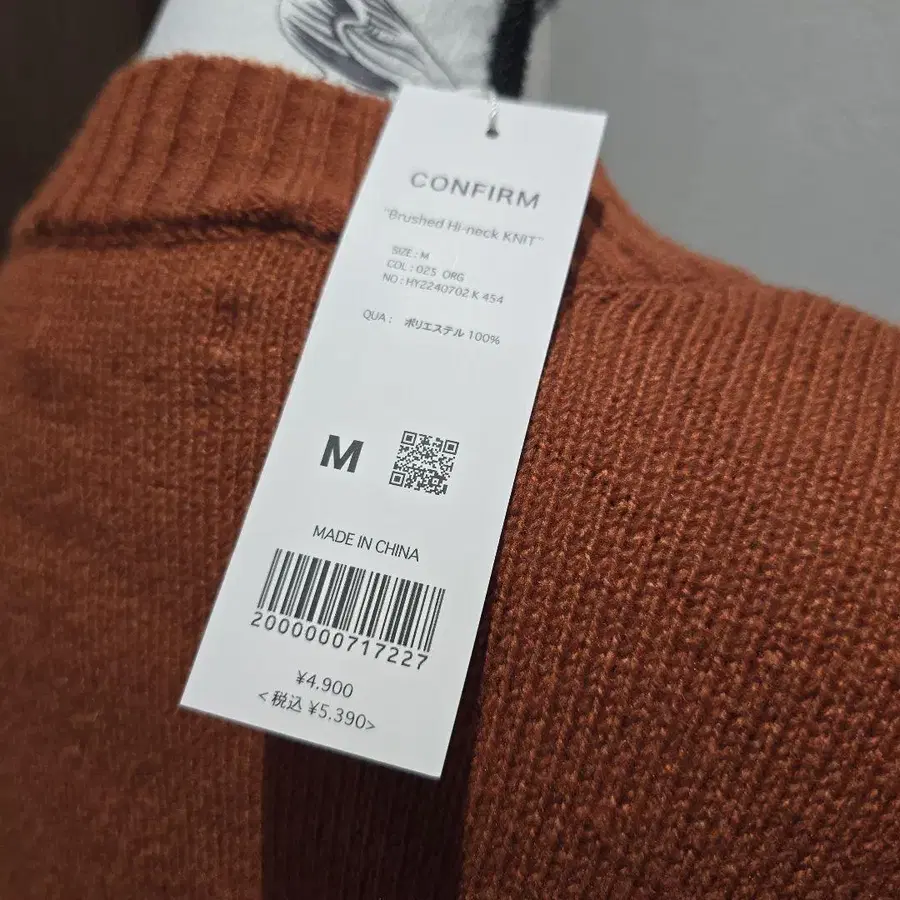 CONFIRM
"Brushed Hi-neck KNIT"
SIZE : M
COL : 025 ORG
NO : HYZ240702 K 454
QUA : ポリエステル 100%
M
MADE IN CHINA
2000000717227
¥4.900
<税込 ¥5.390>